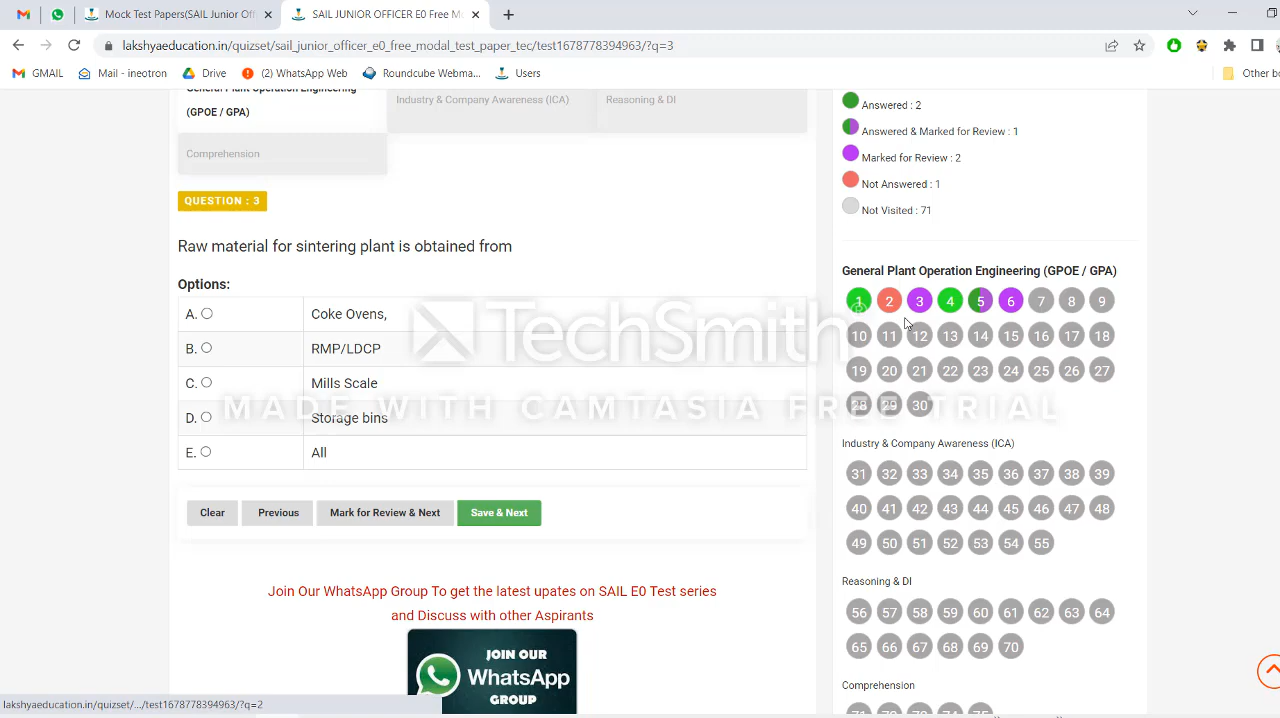 Mock Test Papers(SAIL Junior Off
SAIL JUNIOR OFFICER E0 Free Mo
lakshyaeducation.in/quizset/sail_junior_officer_e0_free_modal_test_paper_tec/test1678778394963/?q=3
GMAIL
Mail - ineotron
Drive
(2) WhatsApp Web
Roundcube Webma...
Users
Other bo
General Plant Operation Engineering
(GPOE / GPA)
Industry & Company Awareness (ICA)
Reasoning & DI
Comprehension
QUESTION : 3
Raw material for sintering plant is obtained from
Options:
A. Coke Ovens,
B. RMP/LDCP
C. Mills Scale
D. Storage bins
E. All
Clear
Previous
Mark for Review & Next
Save & Next
Join Our WhatsApp Group To get the latest upates on SAIL E0 Test series
and Discuss with other Aspirants
JOIN OUR
WhatsApp
GROUP
Answered : 2
Answered & Marked for Review : 1
Marked for Review : 2
Not Answered : 1
Not Visited : 71
General Plant Operation Engineering (GPOE / GPA)
1 2 3 4 5 6 7 8 9
10 11 12 13 14 15 16 17 18
19 20 21 22 23 24 25 26 27
28 29 30
Industry & Company Awareness (ICA)
31 32 33 34 35 36 37 38 39
40 41 42 43 44 45 46 47 48
49 50 51 52 53 54 55
Reasoning & DI
56 57 58 59 60 61 62 63 64
65 66 67 68 69 70
Comprehension
71 72 73 74 75
TechSmith
MADE WITH CAMTASIA FREE TRIAL
lakshyaeducation.in/quizset/.../test1678778394963/?q=2